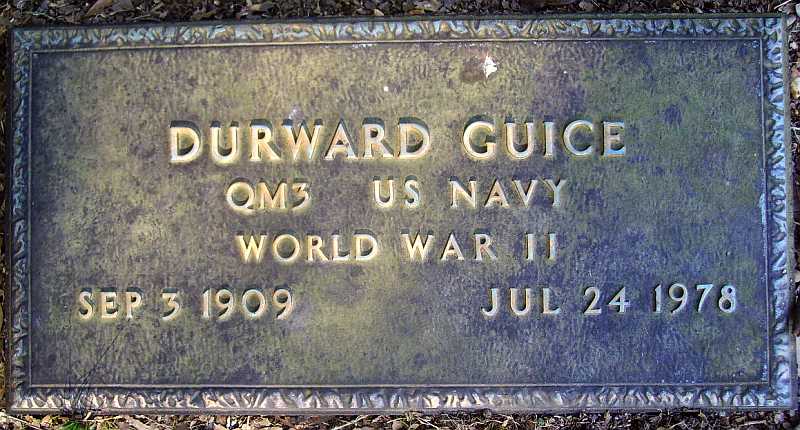 DURWARD GUICE
QM3 US NAVY
WORLD WAR II
SEP 3 1909 JUL 24 1978